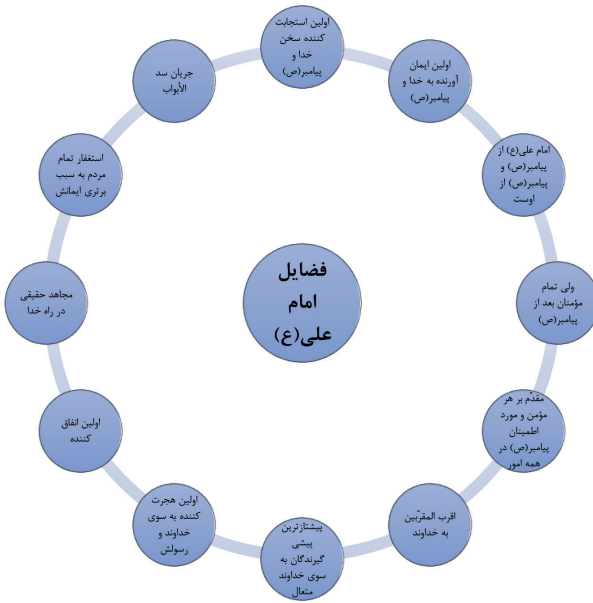 فضایل
امام
علی(ع)
اولین استجابت
کننده سخن
خدا و
پیامبر(ص)
اولین ایمان
آورنده به خدا و
پیامبر(ص)
امام علی(ع) از
پیامبر(ص) و
پیامبر(ص) از
اوست
ولی تمام
مؤمنان بعد از
پیامبر(ص)
مقدّم بر هر
مؤمن و مورد
اطمینان
پیامبر(ص) در
همه امور
اقرب المقرّبین
به خداوند
پیشتازترین
پیشی
گیرندگان به
سوی خداوند
متعال
اولین هجرت
کننده به سوی
خداوند و
رسولش
اولین انفاق
کننده
مجاهد حقیقی
در راه خدا
استغفار تمام
مردم به سبب
برتری ایمانش
جریان سد
الأبواب